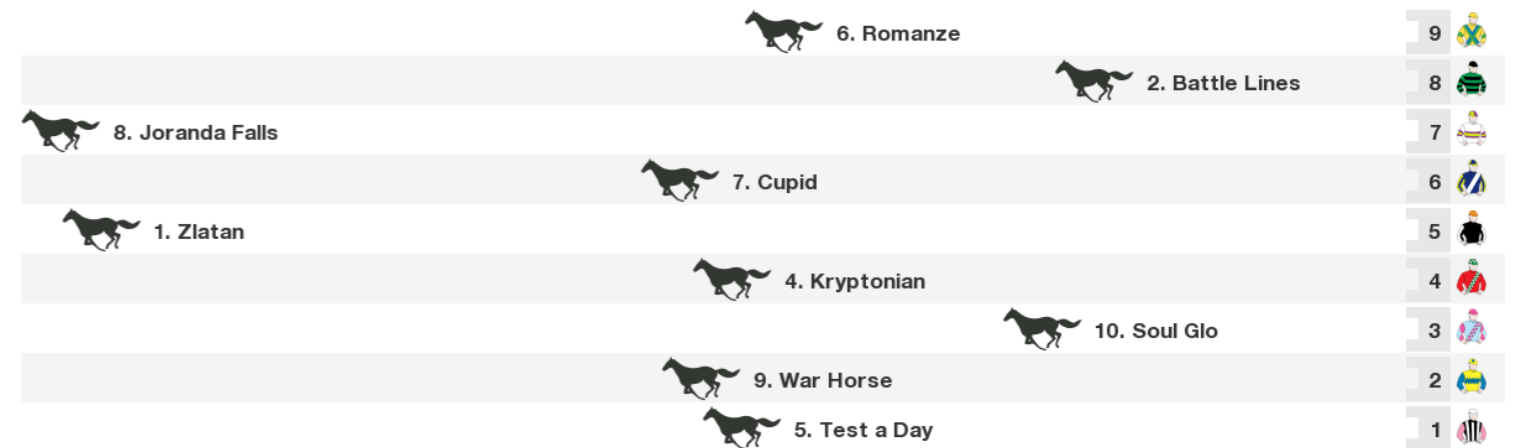 6. Romanze 9
2. Battle Lines 8
8. Joranda Falls 7
7. Cupid 6
1. Zlatan 5
4. Kryptonian 4
10. Soul Glo 3
9. War Horse 2
5. Test a Day 1